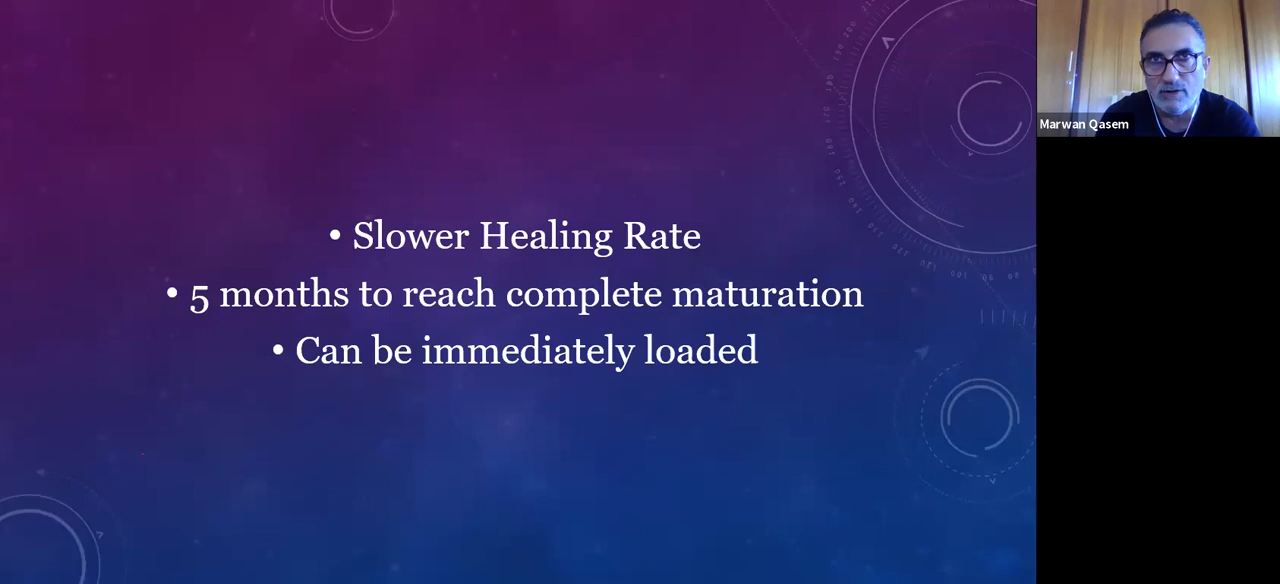 • Slower Healing Rate
• 5 months to reach complete maturation
• Can be immediately loaded
Marwan Qasem